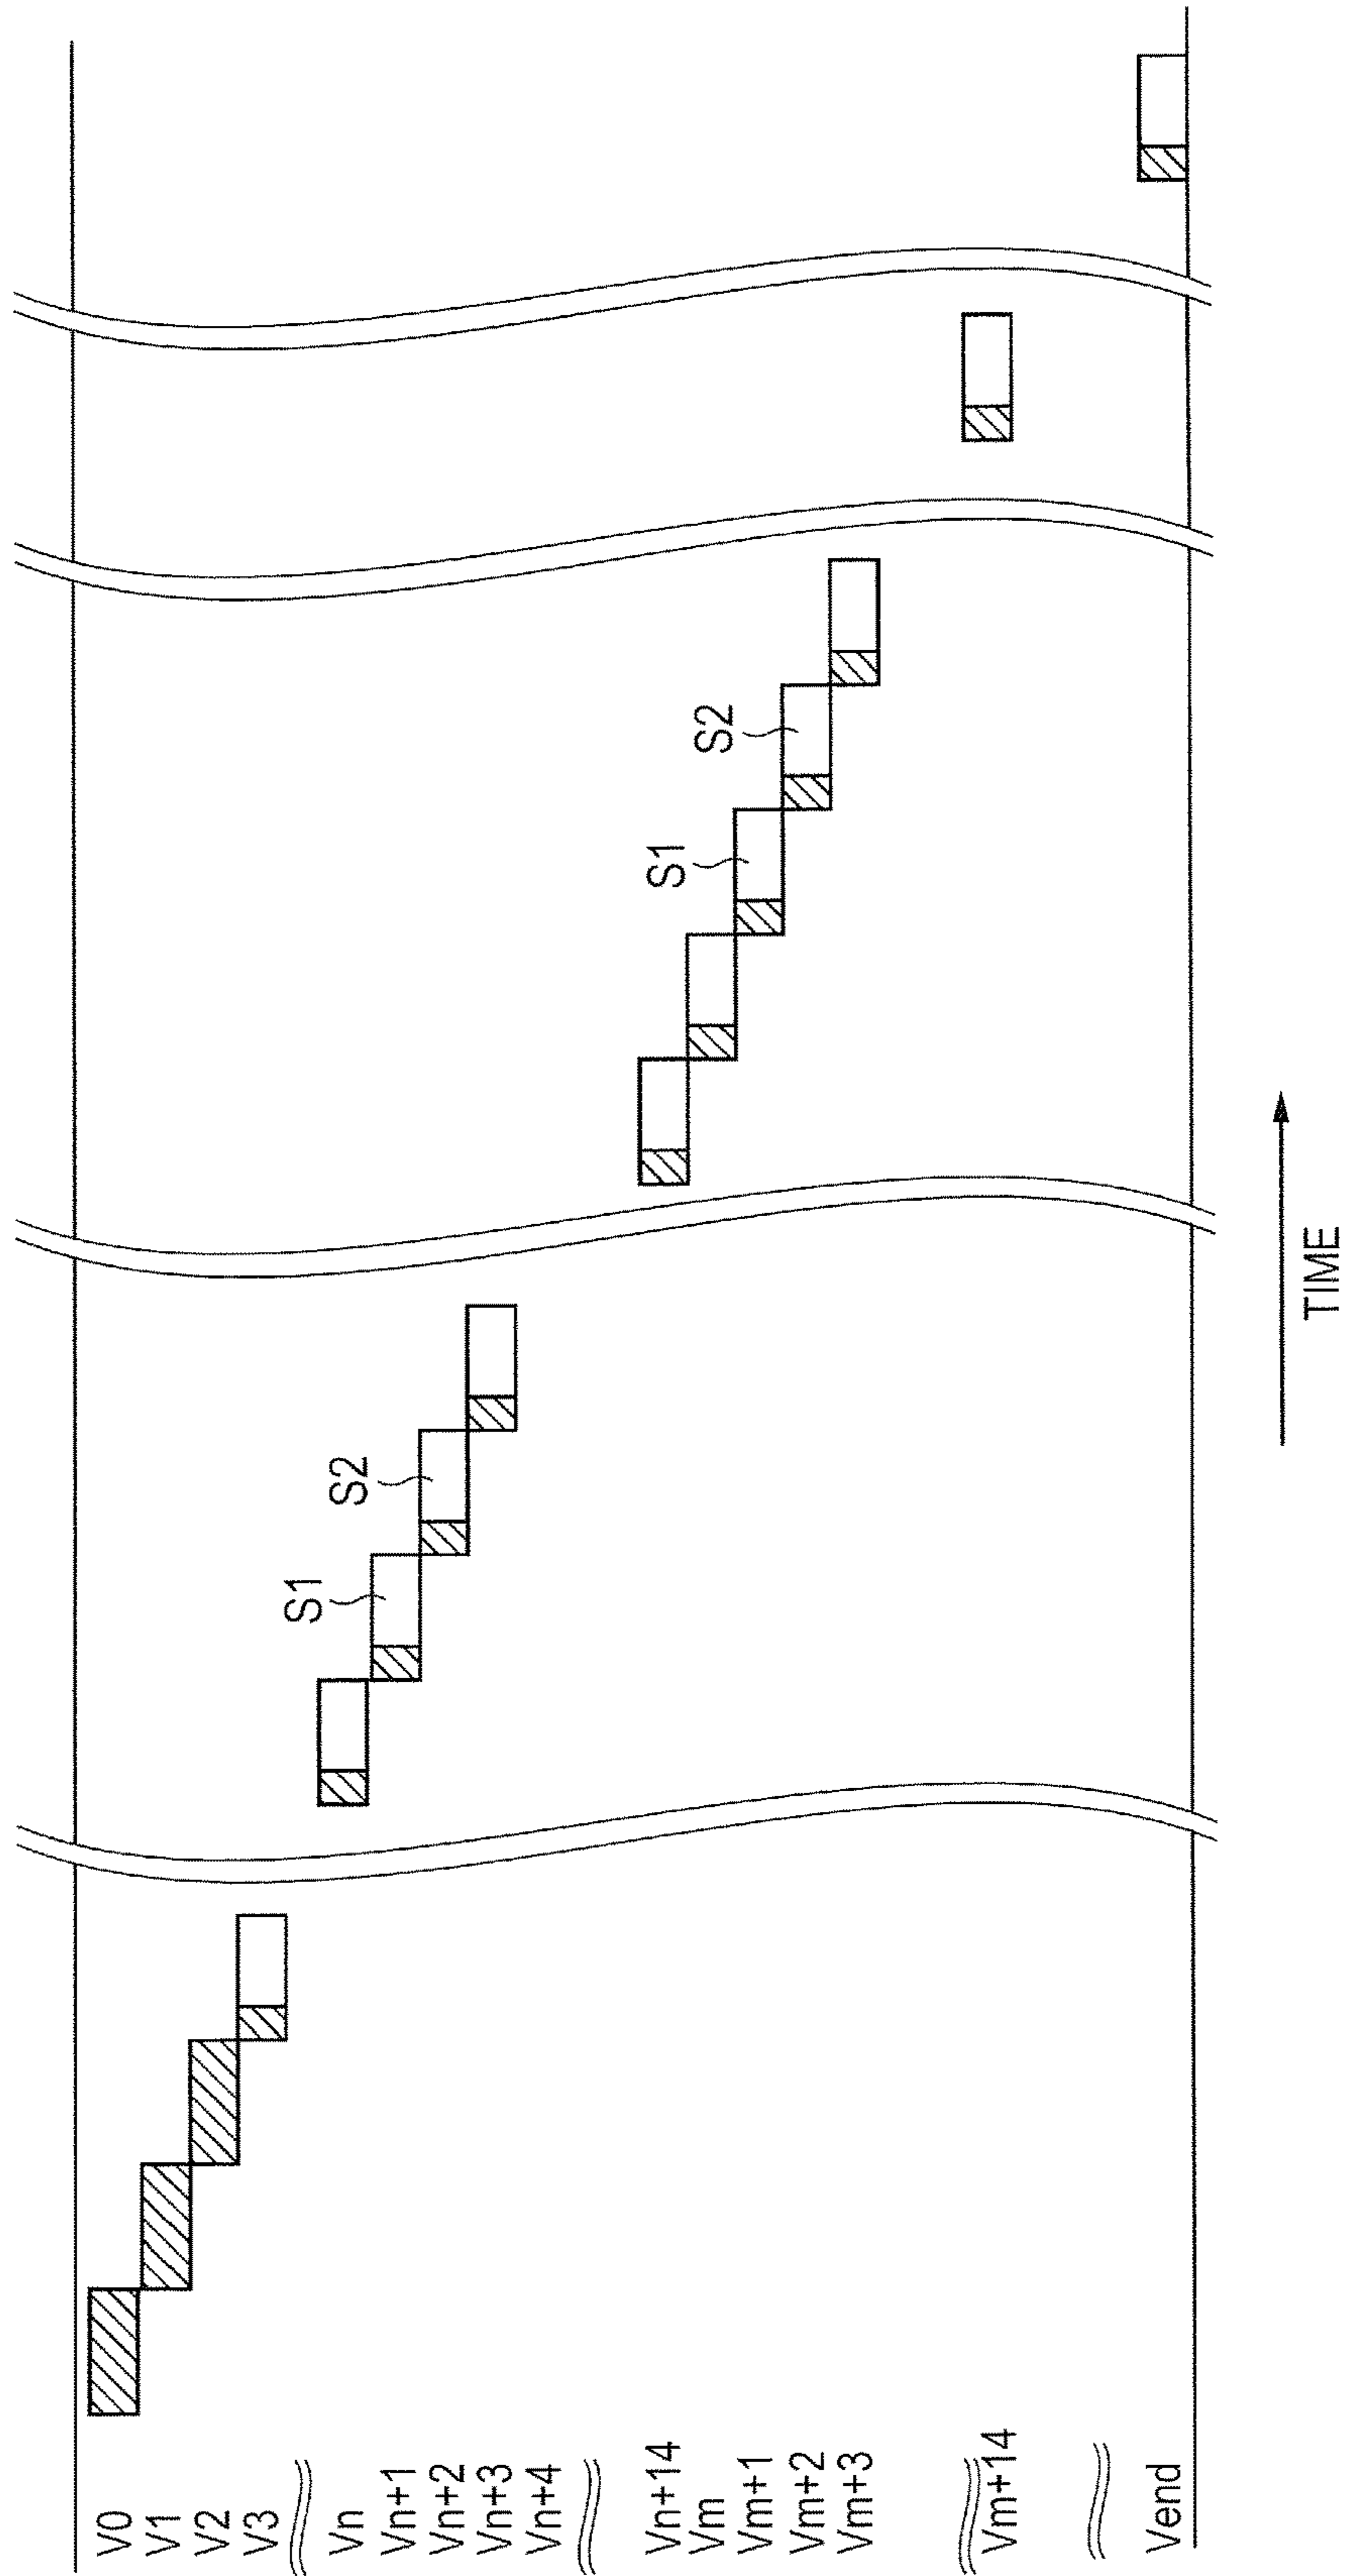 V0
V1
V2
V3
Vn
Vn+1
Vn+2
Vn+3
Vn+4
Vn+14
Vm
Vm+1
Vm+2
Vm+3
Vm+14
Vend
S1
S2
S1
S2
TIME